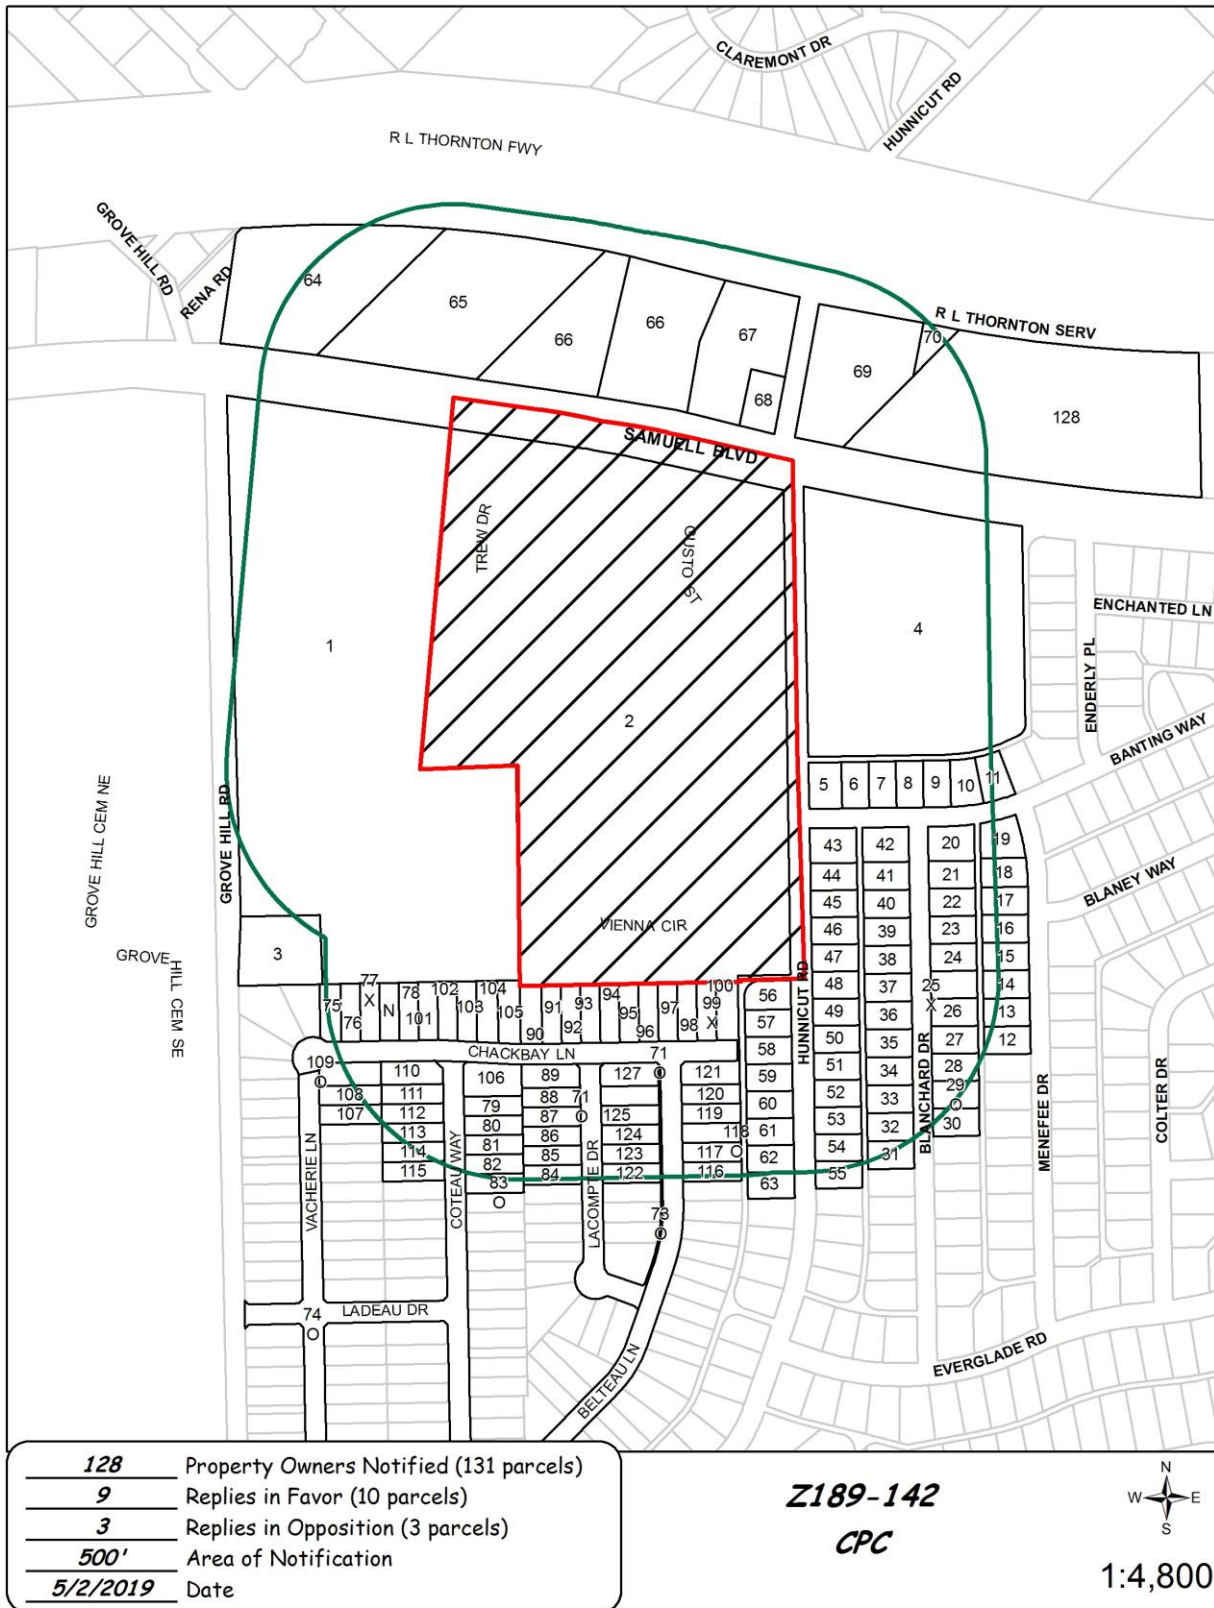 CLAREMONT DR
HUNNICUT RD
R L THORNTON FWY
GROVE HILL RD
RENA RD
64
65
66
66
67
68
69
70
R L THORNTON SERV
128
SAMUELL BLVD
TREW DR
GUSTO ST
1
2
4
ENCHANTED LN
ENDERLY PL
BANTING WAY
BLANEY WAY
GROVE HILL CEM NE
GROVE HILL RD
5 6 7 8 9 10 11
43 42 20 19
44 41 21 18
45 40 22 17
46 39 23 16
47 38 24 15
48 37 25 14
X
49 36 26 13
50 35 27 12
51 34 28
52 33 29
O
53 32 30
54 31
55
VIENNA CIR
GROVE
HILL CEM SE
3
HUNNICUT RD
BLANCHARD DR
MENEFEE DR
COLTER DR
75 76 77 78 102 103 104 105 90 91 92 93 94 95 96 97 98 99 100
X N 101 X
56
57
58
59
60
61
62
63
CHACKBAY LN
71
O
109
O
108
107
110
111
112
113
114
115
106
79
80
81
82
83
O
89
88
87
86
85
84
71
O
127
125
124
123
122
121
120
119
118
117 O
116
73
O
VACHERIE LN
COTEAU WAY
LACOMPTE DR
74
O
LADEAU DR
BELTEAU LN
EVERGLADE RD
128 Property Owners Notified (131 parcels)
9 Replies in Favor (10 parcels)
3 Replies in Opposition (3 parcels)
500' Area of Notification
5/2/2019 Date
Z189-142
CPC
N
W E
S
1:4,800